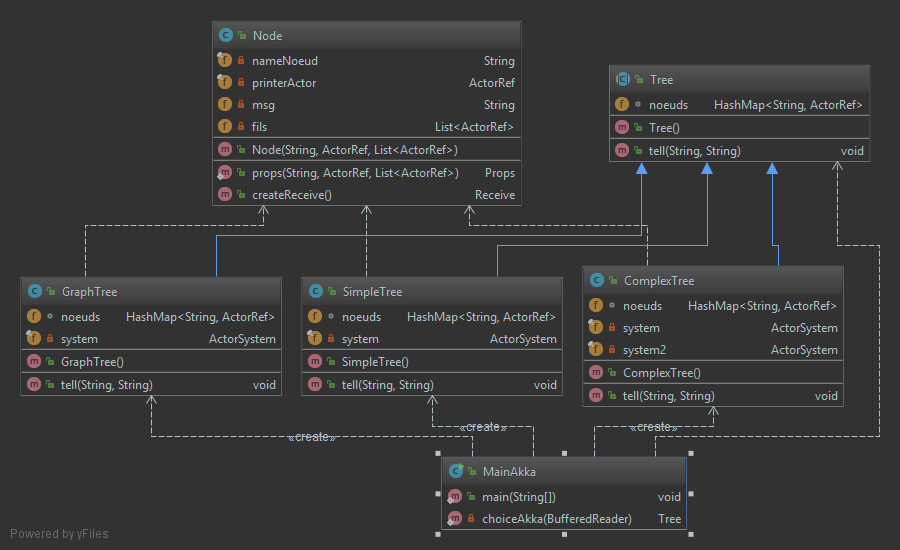 Node
nameNoeud String
printerActor ActorRef
msg String
fils List<ActorRef>
Node(String, ActorRef, List<ActorRef>)
props(String, ActorRef, List<ActorRef>) Props
createReceive() Receive
Tree
noeuds HashMap<String, ActorRef>
Tree()
tell(String, String) void
GraphTree
noeuds HashMap<String, ActorRef>
system ActorSystem
GraphTree()
tell(String, String) void
SimpleTree
noeuds HashMap<String, ActorRef>
system ActorSystem
SimpleTree()
tell(String, String) void
ComplexTree
noeuds HashMap<String, ActorRef>
system ActorSystem
system2 ActorSystem
ComplexTree()
tell(String, String) void
«create»
«create»
«create»
MainAkka
main(String[]) void
choiceAkka(BufferedReader) Tree
Powered by yFiles